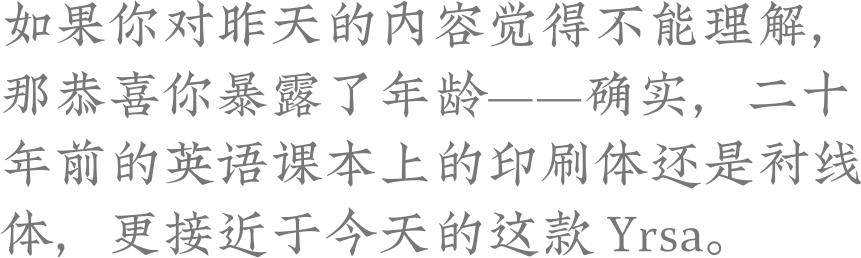 如果你对昨天的内容觉得不能理解，
那恭喜你暴露了年龄——确实，二十
年前的英语课本上的印刷体还是衬线
体，更接近于今天的这款 Yrsa。